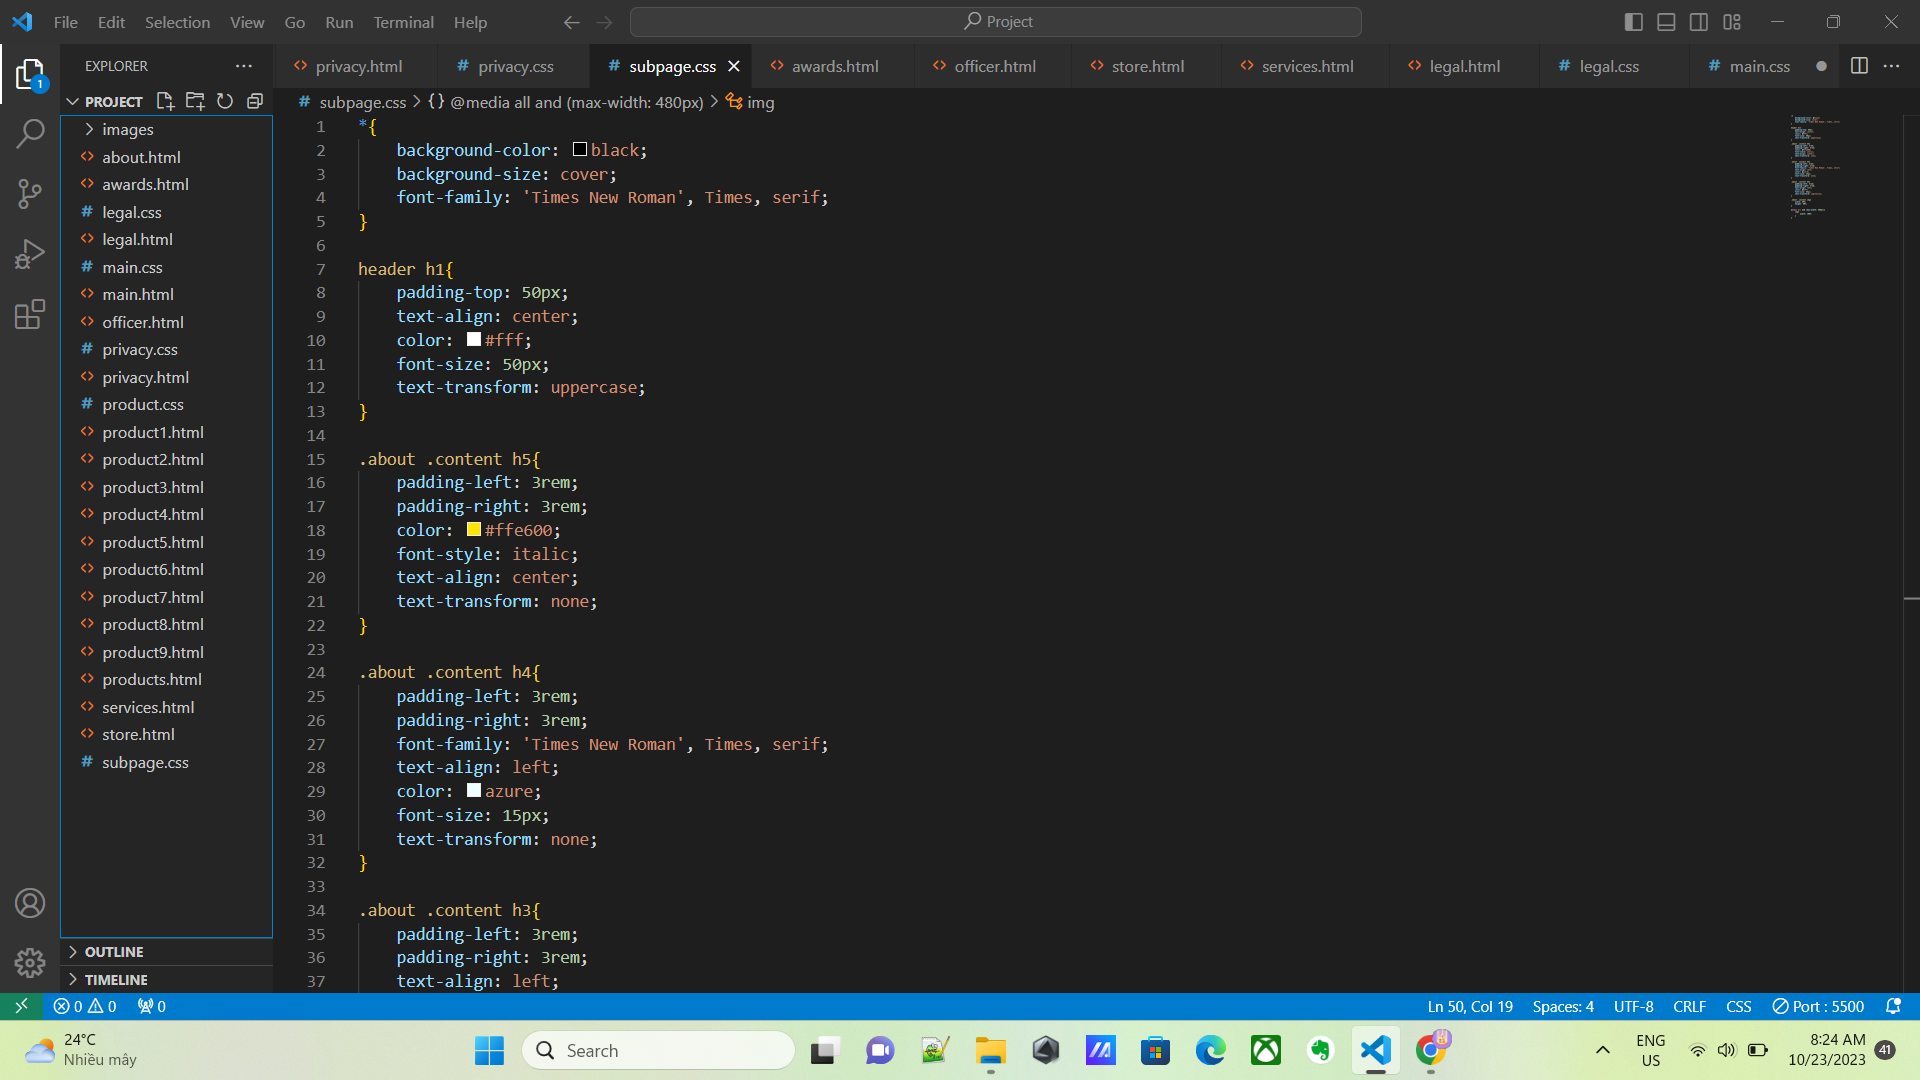 File Edit Selection View Go Run Terminal Help
Project
EXPLORER
privacy.html privacy.css subpage.css awards.html officer.html store.html services.html legal.html legal.css main.css
1
PROJECT
subpage.css > {} @media all and (max-width: 480px) > img
images
about.html
awards.html
legal.css
legal.html
main.css
main.html
officer.html
privacy.css
privacy.html
product.css
product1.html
product2.html
product3.html
product4.html
product5.html
product6.html
product7.html
product8.html
product9.html
products.html
services.html
store.html
subpage.css
OUTLINE
TIMELINE
1 *{
2 background-color: black;
3 background-size: cover;
4 font-family: 'Times New Roman', Times, serif;
5 }
6
7 header h1{
8 padding-top: 50px;
9 text-align: center;
10 color: #fff;
11 font-size: 50px;
12 text-transform: uppercase;
13 }
14
15 .about .content h5{
16 padding-left: 3rem;
17 padding-right: 3rem;
18 color: #ffe600;
19 font-style: italic;
20 text-align: center;
21 text-transform: none;
22 }
23
24 .about .content h4{
25 padding-left: 3rem;
26 padding-right: 3rem;
27 font-family: 'Times New Roman', Times, serif;
28 text-align: left;
29 color: azure;
30 font-size: 15px;
31 text-transform: none;
32 }
33
34 .about .content h3{
35 padding-left: 3rem;
36 padding-right: 3rem;
37 text-align: left;
0 0 0 Ln 50, Col 19 Spaces: 4 UTF-8 CRLF CSS Port : 5500
24°C
Nhiều mây
Search
ENG
US
8:24 AM
10/23/2023
41